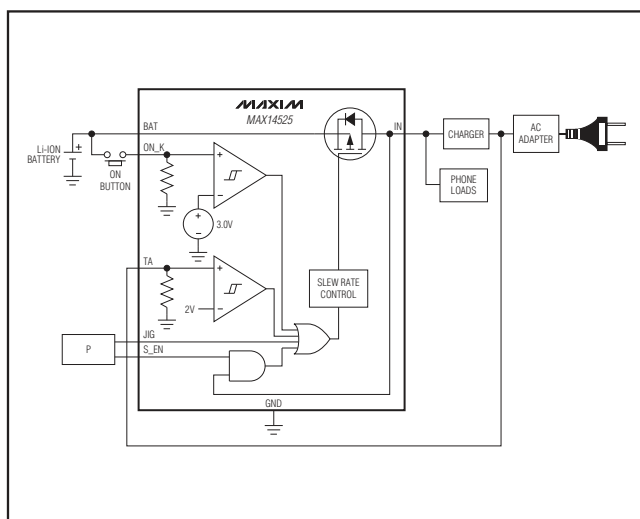 MAXIM
MAX14525
BAT
IN
CHARGER
AC
ADAPTER
Li-ION
BATTERY
+
ON_K
ON
BUTTON
+
−
+
−
3.0V
PHONE
LOADS
TA
+
−
2V
SLEW RATE
CONTROL
JIG
S_EN
P
GND